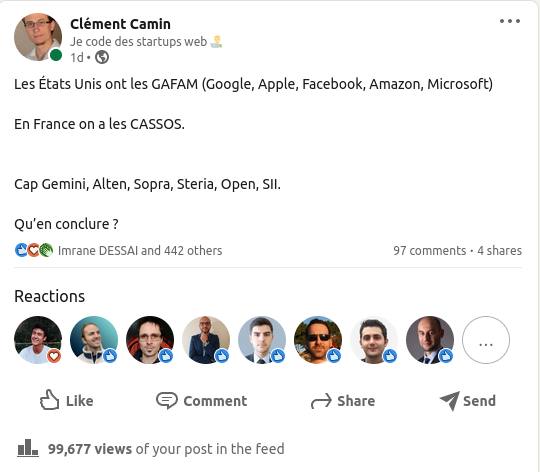 Clément Camin
Je code des startups web 👨‍💻
1d •
Les États Unis ont les GAFAM (Google, Apple, Facebook, Amazon, Microsoft)
En France on a les CASSOS.
Cap Gemini, Alten, Sopra, Steria, Open, SII.
Qu’en conclure ?
Imrane DESSAI and 442 others 97 comments • 4 shares
Reactions
...
Like Comment Share Send
99,677 views of your post in the feed